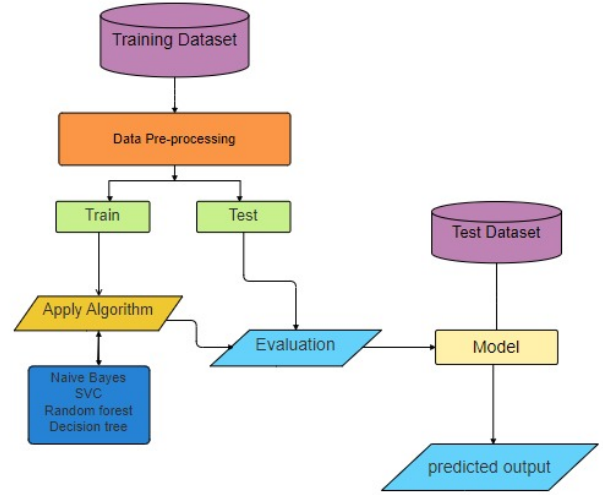 Training Dataset
Data Pre-processing
Train
Test
Test Dataset
Apply Algorithm
Evaluation
Model
Naive Bayes
SVC
Random forest
Decision tree
predicted output